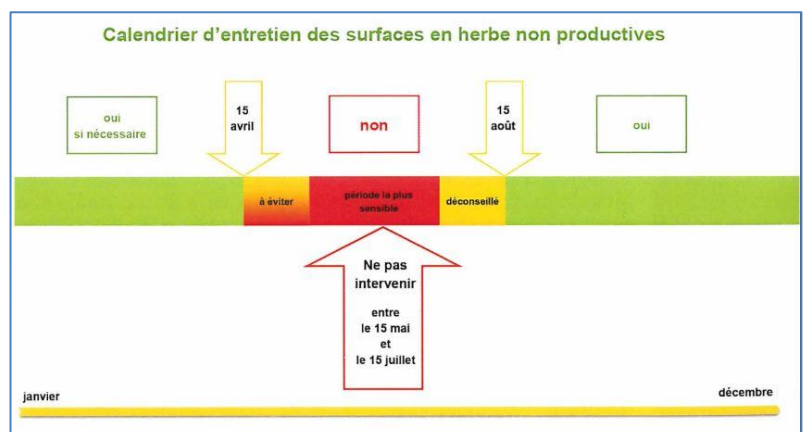 Calendrier d'entretien des surfaces en herbe non productives
oui
si nécessaire
15
avril
non
15
août
oui
à éviter
période la plus
sensible
déconseillé
Ne pas
intervenir
entre
le 15 mai
et
le 15 juillet
janvier
décembre